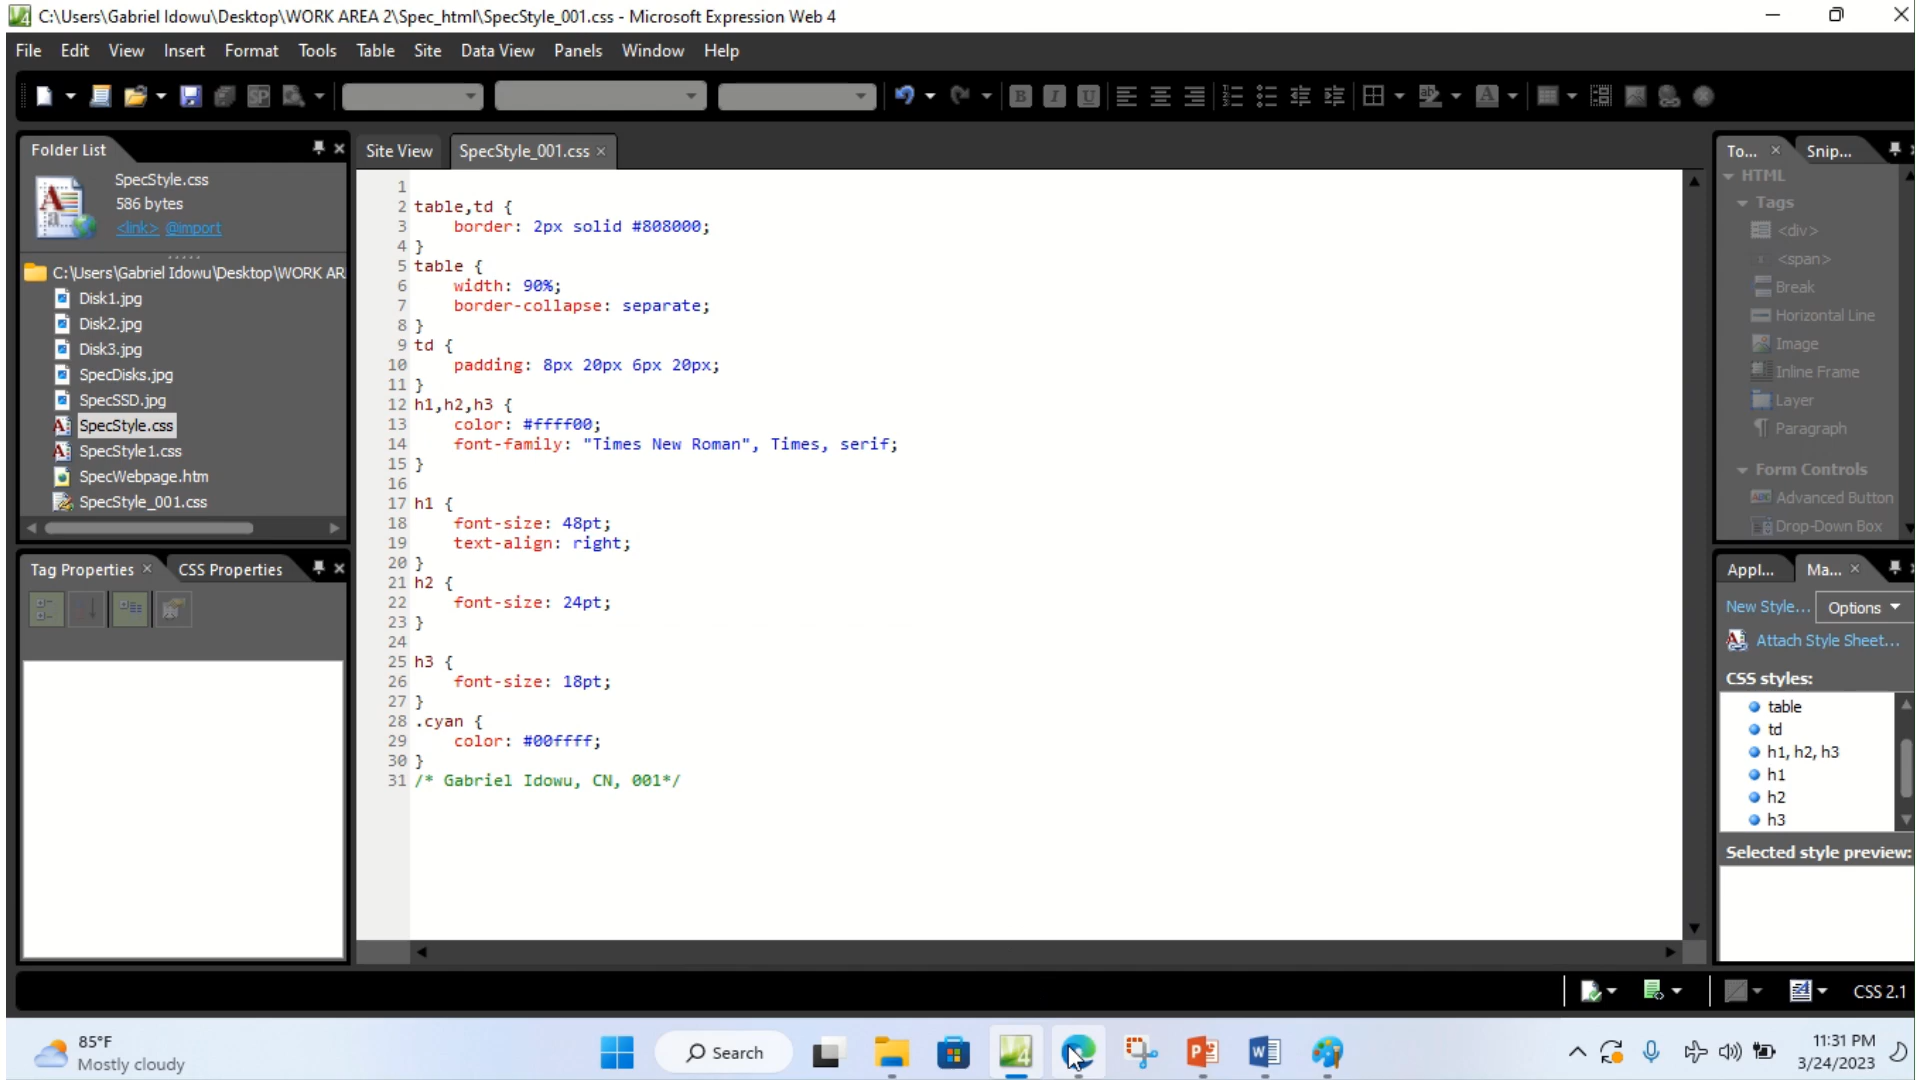 C:\Users\Gabriel Idowu\Desktop\WORK AREA 2\Spec_html\SpecStyle_001.css - Microsoft Expression Web 4
File Edit View Insert Format Tools Table Site Data View Panels Window Help
Folder List
SpecStyle.css
586 bytes
<link> @import
C:\Users\Gabriel Idowu\Desktop\WORK AR
Disk1.jpg
Disk2.jpg
Disk3.jpg
SpecDisks.jpg
SpecSSD.jpg
SpecStyle.css
SpecStyle1.css
SpecWebpage.htm
SpecStyle_001.css
Tag Properties CSS Properties
Site View SpecStyle_001.css
1
2 table,td {
3 border: 2px solid #808000;
4 }
5 table {
6 width: 90%;
7 border-collapse: separate;
8 }
9 td {
10 padding: 8px 20px 6px 20px;
11 }
12 h1,h2,h3 {
13 color: #ffff00;
14 font-family: "Times New Roman", Times, serif;
15 }
16
17 h1 {
18 font-size: 48pt;
19 text-align: right;
20 }
21 h2 {
22 font-size: 24pt;
23 }
24
25 h3 {
26 font-size: 18pt;
27 }
28 .cyan {
29 color: #00ffff;
30 }
31 /* Gabriel Idowu, CN, 001*/
To... Snip...
HTML
Tags
<div>
<span>
Break
Horizontal Line
Image
Inline Frame
Layer
Paragraph
Form Controls
Advanced Button
Drop-Down Box
Appl... Ma...
New Style... Options
Attach Style Sheet...
CSS styles:
table
td
h1, h2, h3
h1
h2
h3
Selected style preview:
CSS 2.1
85°F
Mostly cloudy
Search
11:31 PM
3/24/2023